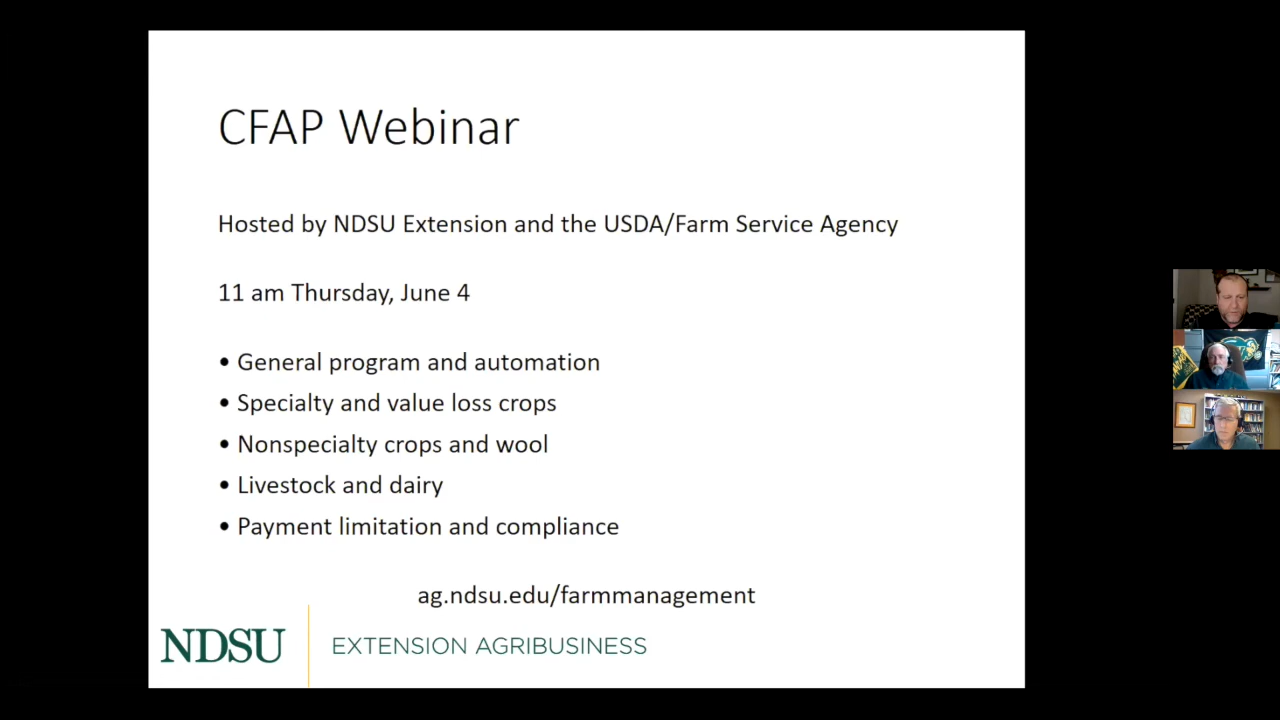 CFAP Webinar
Hosted by NDSU Extension and the USDA/Farm Service Agency
11 am Thursday, June 4
• General program and automation
• Specialty and value loss crops
• Nonspecialty crops and wool
• Livestock and dairy
• Payment limitation and compliance
ag.ndsu.edu/farmmanagement
NDSU EXTENSION AGRIBUSINESS